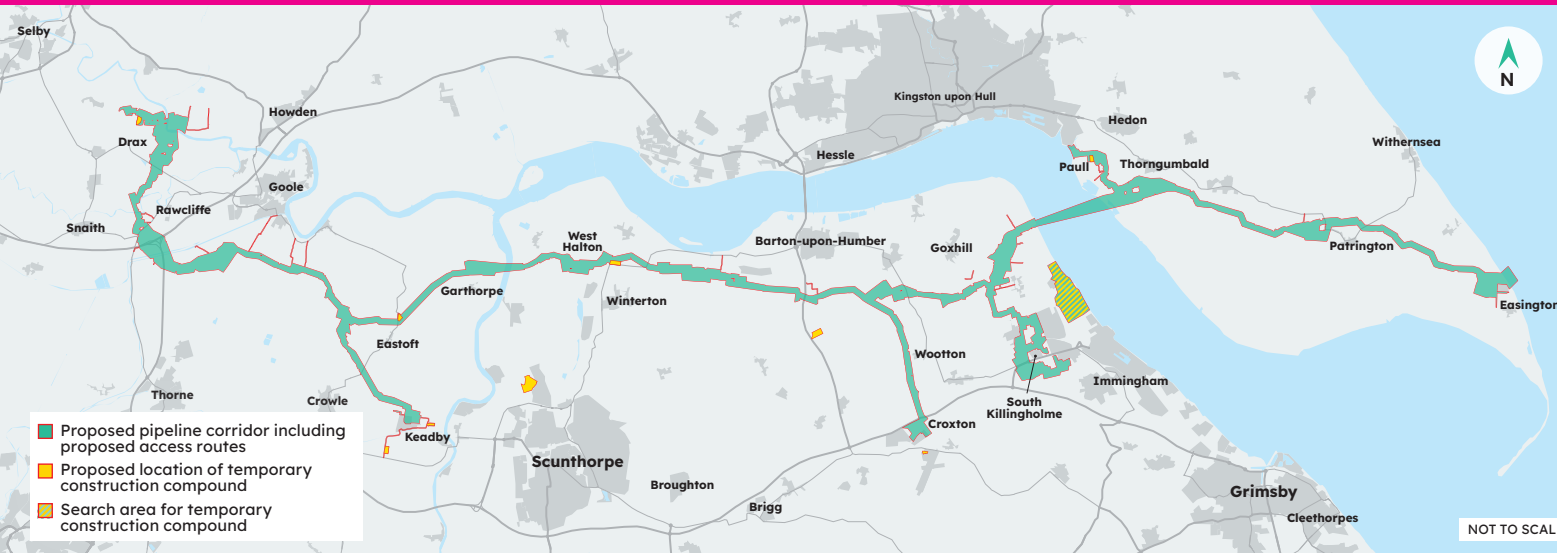 Selby
Kingston upon Hull
Howden
Hedon
Drax
Withernsea
Hessle
Paull
Thorngumbald
Goole
Rawcliffe
Snaith
West
Halton
Barton-upon-Humber
Goxhill
Patrington
Garthorpe
Winterton
Easington
Eastoft
Wootton
Immingham
Thorne
Crowle
South
Killingholme
Croxton
Keadby
Scunthorpe
Broughton
Brigg
Grimsby
Cleethorpes
N
Proposed pipeline corridor including
proposed access routes
Proposed location of temporary
construction compound
Search area for temporary
construction compound
NOT TO SCAL